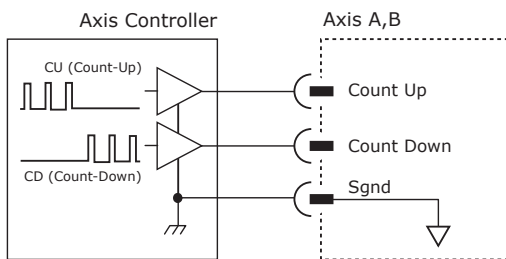 Axis Controller
Axis A,B
CU (Count-Up)
Count Up
Count Down
CD (Count-Down)
Sgnd